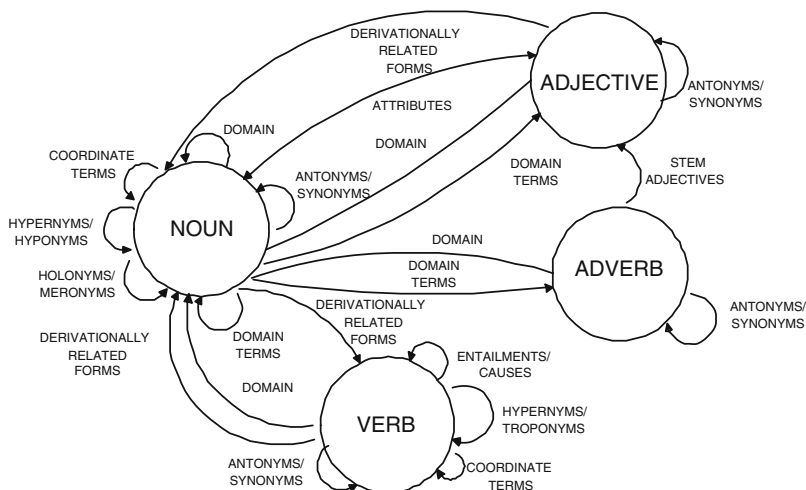 DERIVATIONALLY
RELATED
FORMS
ADJECTIVE
ANTONYMS/
SYNONYMS
ATTRIBUTES
DOMAIN
DOMAIN
COORDINATE
TERMS
ANTONYMS/
SYNONYMS
DOMAIN
TERMS
STEM
ADJECTIVES
HYPERNYMS/
HYPONYMS
NOUN
DOMAIN
ADVERB
HOLONYMS/
MERONYMS
DOMAIN
TERMS
DERIVATIONALLY
RELATED
FORMS
ANTONYMS/
SYNONYMS
DERIVATIONALLY
RELATED
FORMS
DOMAIN
TERMS
ENTAILMENTS/
CAUSES
DOMAIN
VERB
HYPERNYMS/
TROPONYMS
ANTONYMS/
SYNONYMS
COORDINATE
TERMS